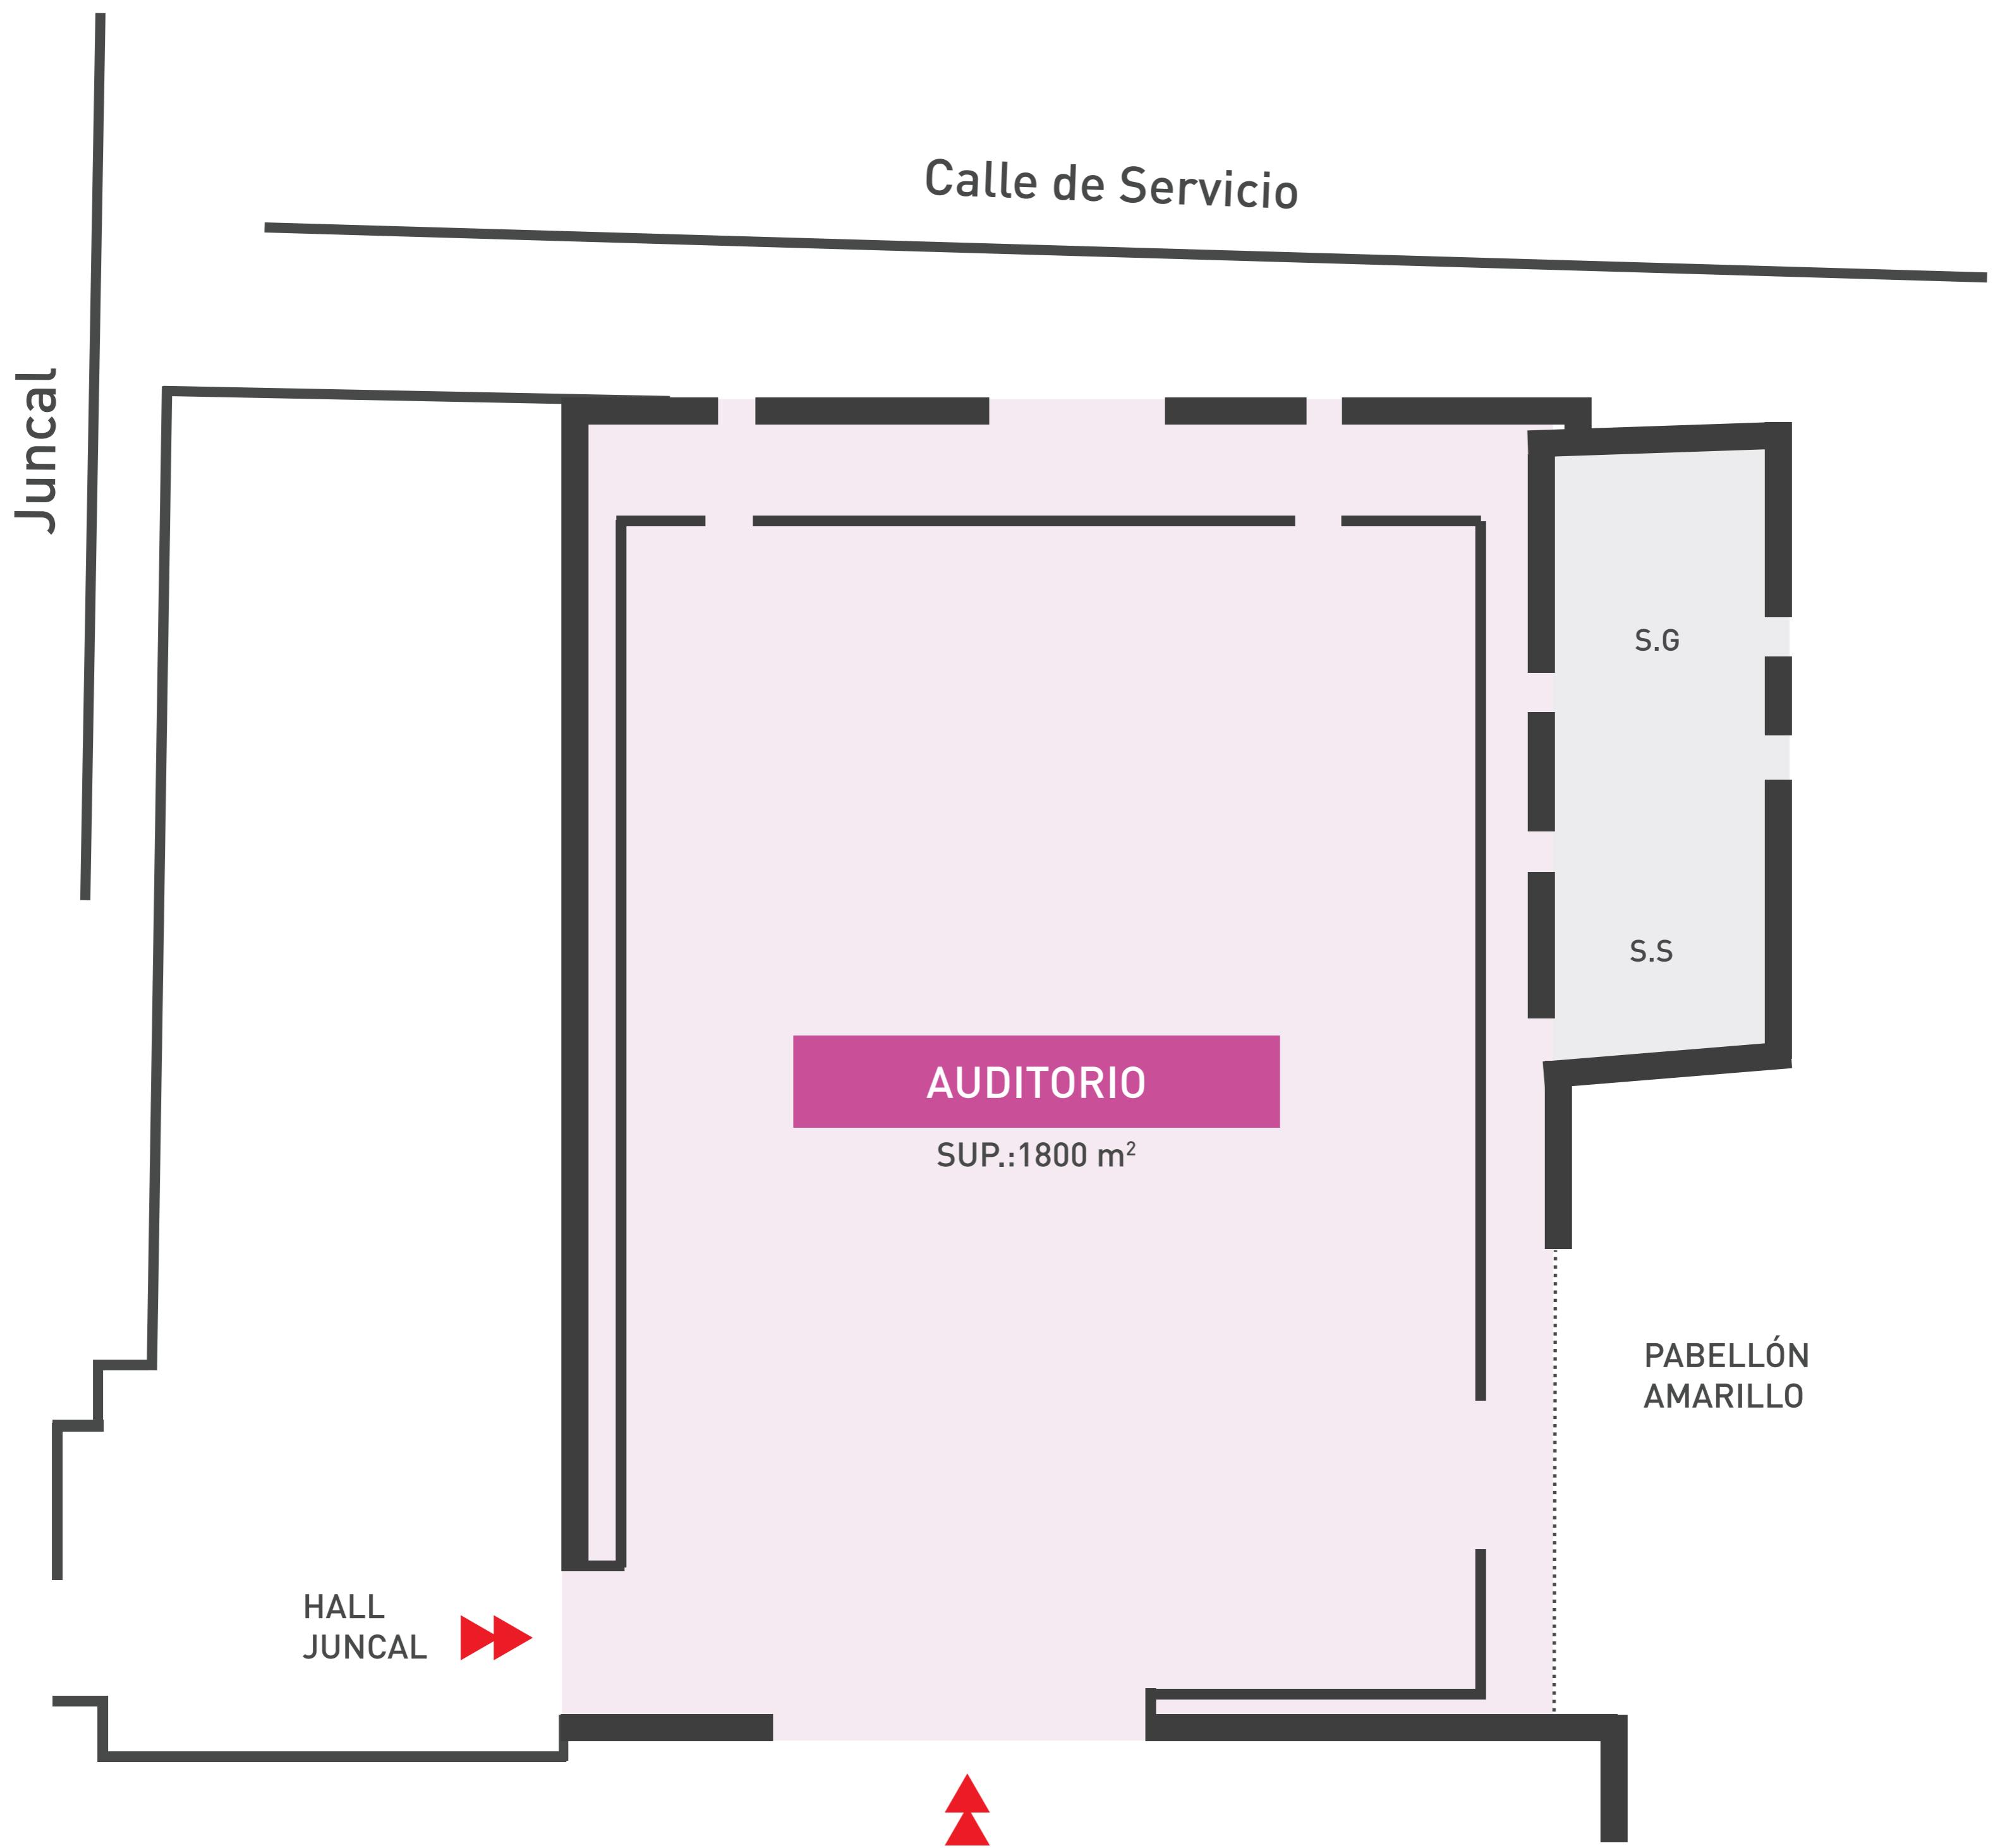 Calle de Servicio
Juncal
S.G
S.S
AUDITORIO
SUP.:1800 m²
PABELLÓN
AMARILLO
HALL
JUNCAL